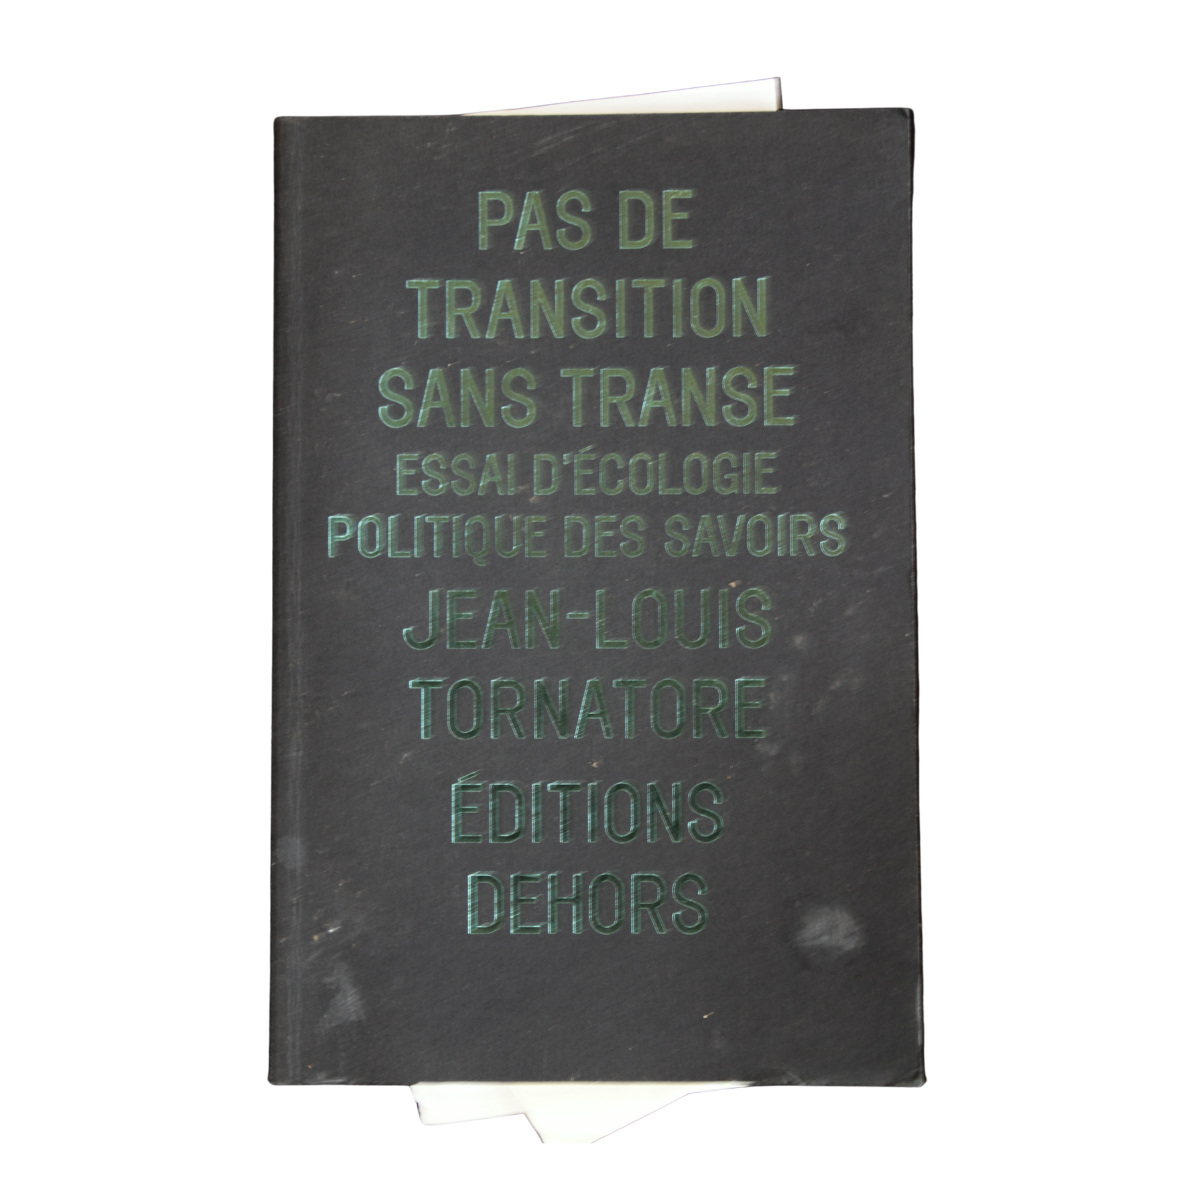 PAS DE
TRANSITION
SANS TRANSE
ESSAI D'ÉCOLOGIE
POLITIQUE DES SAVOIRS
JEAN-LOUIS
TORNATORE
ÉDITIONS
DEHORS